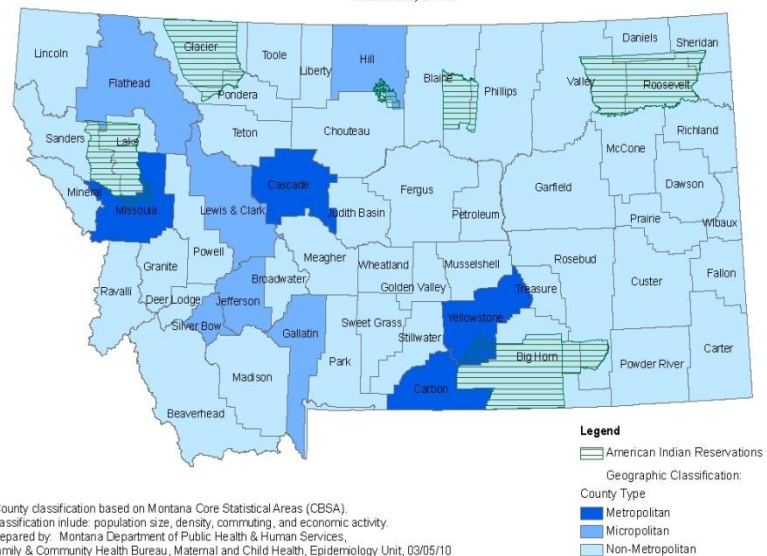 Lincoln
Flathead
Glacier
Toole
Liberty
Hill
Blaine
Phillips
Valley
Daniels
Sheridan
Roosevelt
Pondera
Teton
Chouteau
Sanders
Lake
Mineral
Missoula
Lewis & Clark
Cascade
Judith Basin
Fergus
Petroleum
Garfield
McCone
Richland
Dawson
Prairie
Wibaux
Powell
Granite
Ravalli
Deer Lodge
Silver Bow
Jefferson
Broadwater
Meagher
Wheatland
Golden Valley
Musselshell
Rosebud
Treasure
Custer
Fallon
Gallatin
Sweet Grass
Stillwater
Yellowstone
Park
Madison
Beaverhead
Carbon
Big Horn
Powder River
Carter
Legend
American Indian Reservations
Geographic Classification:
County Type
Metropolitan
Micropolitan
Non-Metropolitan
County classification based on Montana Core Statistical Areas (CBSA).
assification inlude: population size, density, commuting, and economic activity.
epared by: Montana Department of Public Health & Human Services,
amily & Community Health Bureau, Maternal and Child Health, Epidemiology Unit, 03/05/10